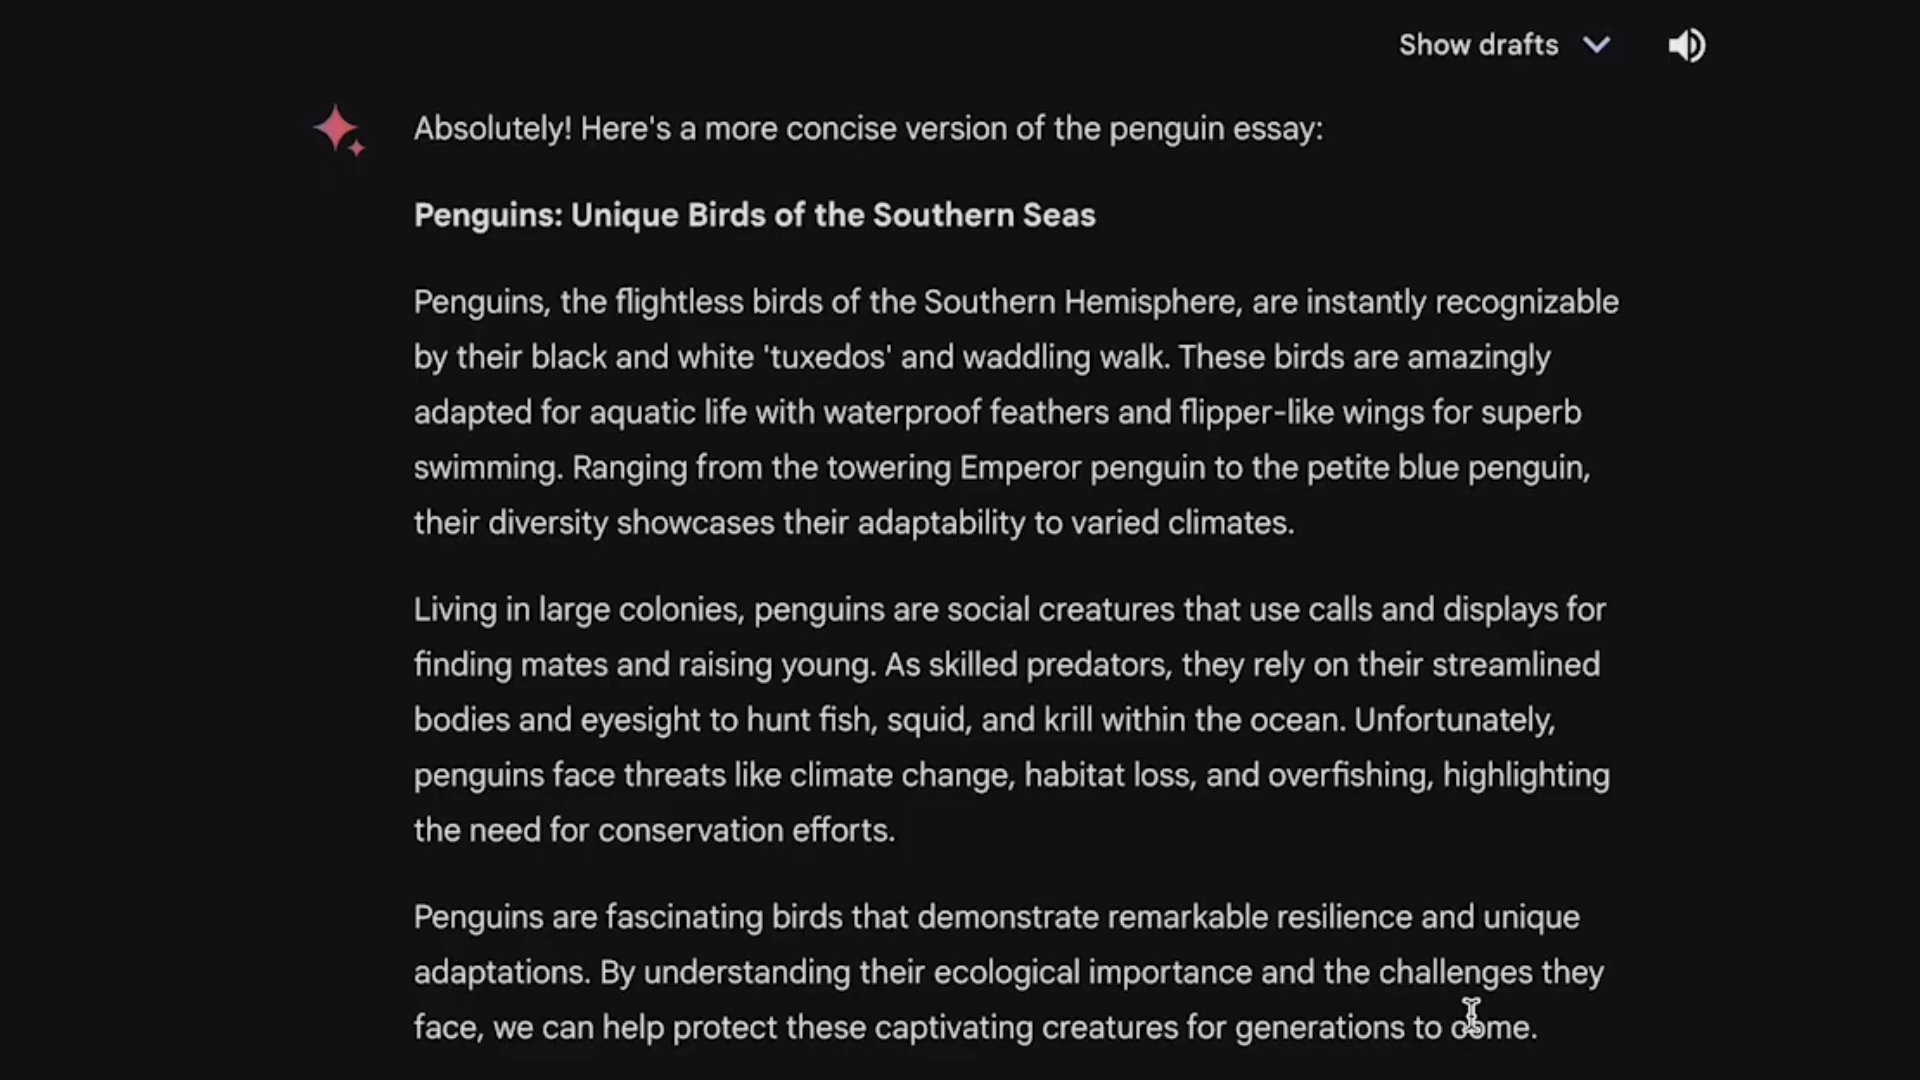 Show drafts
Absolutely! Here's a more concise version of the penguin essay:
Penguins: Unique Birds of the Southern Seas
Penguins, the flightless birds of the Southern Hemisphere, are instantly recognizable
by their black and white 'tuxedos' and waddling walk. These birds are amazingly
adapted for aquatic life with waterproof feathers and flipper-like wings for superb
swimming. Ranging from the towering Emperor penguin to the petite blue penguin,
their diversity showcases their adaptability to varied climates.
Living in large colonies, penguins are social creatures that use calls and displays for
finding mates and raising young. As skilled predators, they rely on their streamlined
bodies and eyesight to hunt fish, squid, and krill within the ocean. Unfortunately,
penguins face threats like climate change, habitat loss, and overfishing, highlighting
the need for conservation efforts.
Penguins are fascinating birds that demonstrate remarkable resilience and unique
adaptations. By understanding their ecological importance and the challenges they
face, we can help protect these captivating creatures for generations to come.